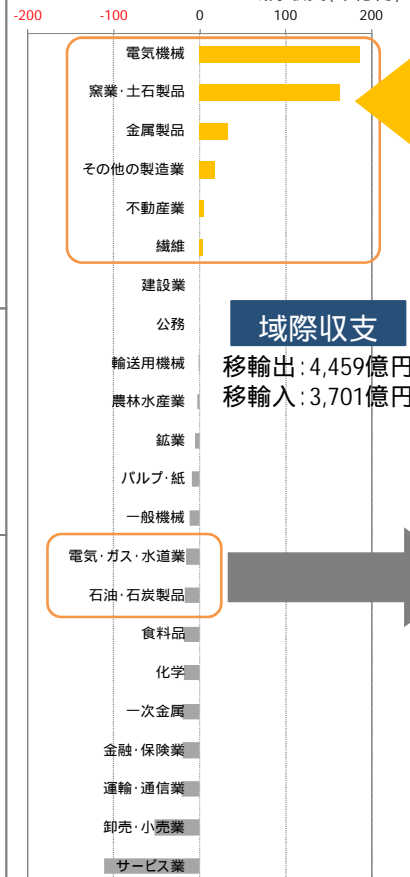 -100 0 100 200
電気機械
窯業・土石製品
金属製品
その他の製造業
不動産業
繊維
建設業
公務
域際収支
輸送用機械
移輸出:4,459億円
農林水産業
移輸入:3,701億円
鉱業
パルプ・紙
一般機械
電気・ガス・水道業
石油・石炭製品
食料品
化学
一次金属
金融・保険業
運輸・通信業
卸売・小売業
サービス業